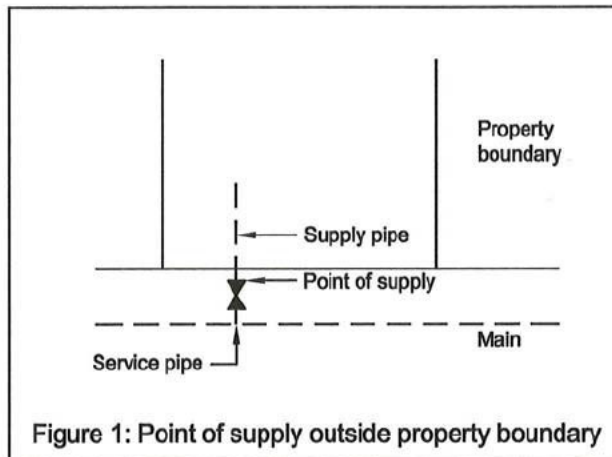 Property
boundary
Supply pipe
Point of supply
Main
Service pipe
Figure 1: Point of supply outside property boundary